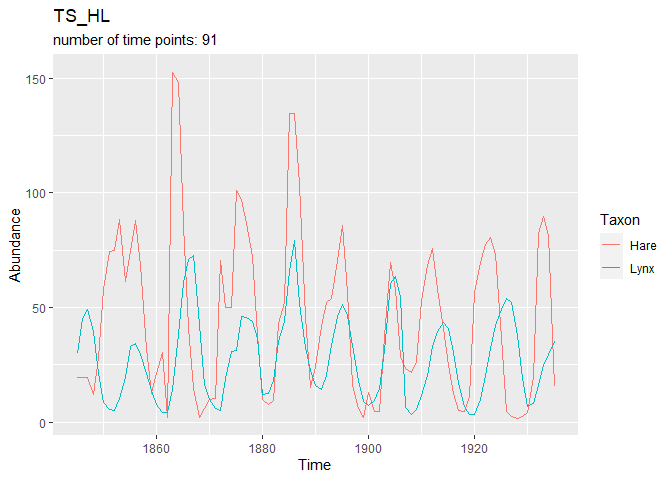 TS_HL
number of time points: 91
150
100
50
0
Abundance
1860
1880
1900
1920
Time
Taxon
Hare
Lynx